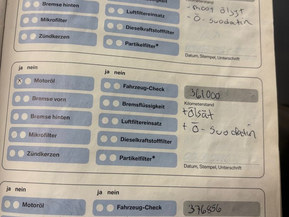 Bremse hinten
Mikrofilter
Zündkerzen
Luftfiltereinsatz
Dieselkraftstofffilter
Partikelfilter*
Datum, Stempel, Unterschrift
ja nein
ja nein
Motoröl
Bremse vorn
Bremse hinten
Mikrofilter
Zündkerzen
Fahrzeug-Check
Bremsflüssigkeit
Luftfiltereinsatz
Dieselkraftstofffilter
Partikelfilter*
361000
Kilometerstand
Datum, Stempel, Unterschrift
ja nein
ja nein
Motoröl
Fahrzeug-Check
376856